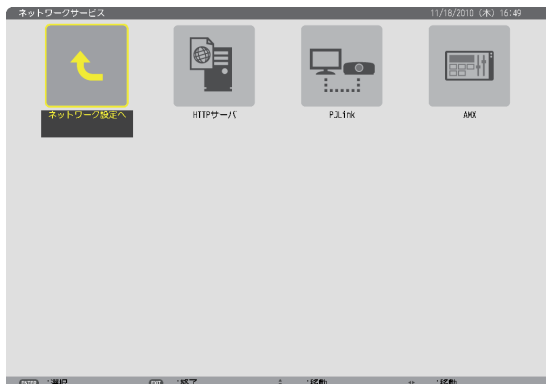 ネットワークサービス 11/18/2010 (木) 16:49
ネットワーク設定へ HTTPサーバ PJLink AMX
ENTER :選択 EXIT :終了 :移動 :移動